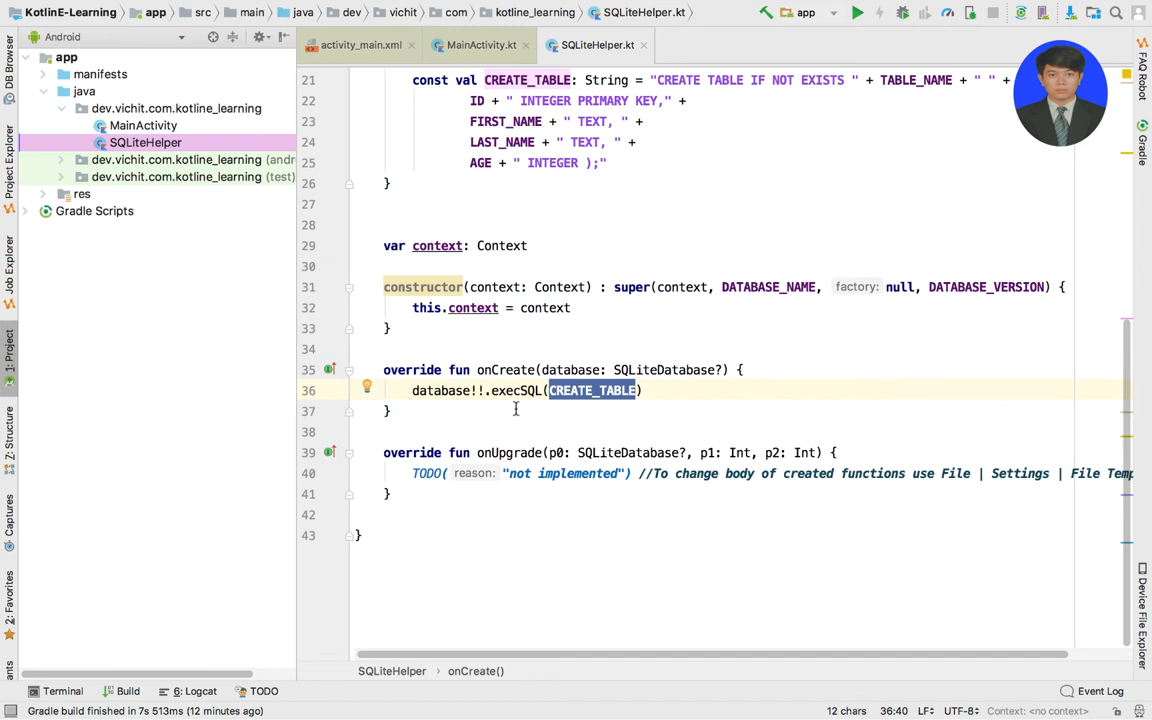 KotlinE-Learning app src main java dev vichit com kotline_learning SQLiteHelper.kt app
Android
activity_main.xml MainActivity.kt SQLiteHelper.kt
app
manifests
java
dev.vichit.com.kotline_learning
MainActivity
SQLiteHelper
dev.vichit.com.kotline_learning (andr
dev.vichit.com.kotline_learning (test)
res
Gradle Scripts
DB Browser
Project Explorer
Job Explorer
1: Project
Z: Structure
Captures
2: Favorites
ants
21 const val CREATE_TABLE: String = "CREATE TABLE IF NOT EXISTS " + TABLE_NAME + " " +
22 ID + " INTEGER PRIMARY KEY," +
23 FIRST_NAME + " TEXT, " +
24 LAST_NAME + " TEXT, " +
25 AGE + " INTEGER );"
26 }
27
28
29 var context: Context
30
31 constructor(context: Context) : super(context, DATABASE_NAME, factory: null, DATABASE_VERSION) {
32 this.context = context
33 }
34
35 override fun onCreate(database: SQLiteDatabase?) {
36 database!!.execSQL(CREATE_TABLE)
37 }
38
39 override fun onUpgrade(p0: SQLiteDatabase?, p1: Int, p2: Int) {
40 TODO( reason: "not implemented") //To change body of created functions use File | Settings | File Temp
41 }
42
43 }
FAQ Robot
Gradle
Device File Explorer
SQLiteHelper › onCreate()
Terminal Build 6: Logcat TODO Event Log
Gradle build finished in 7s 513ms (12 minutes ago) 12 chars 36:40 LF UTF-8 Context: <no context>